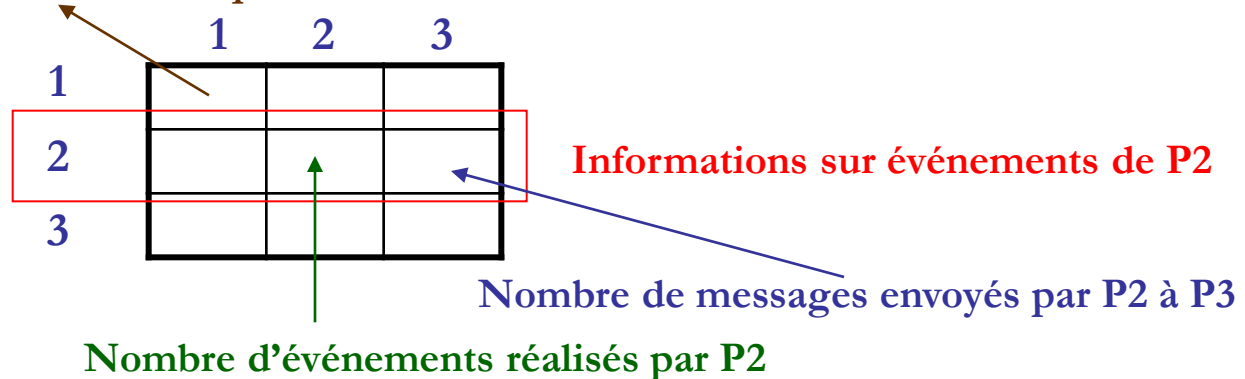 1 2 3
1
2 Informations sur événements de P2
3
Nombre de messages envoyés par P2 à P3
Nombre d’événements réalisés par P2